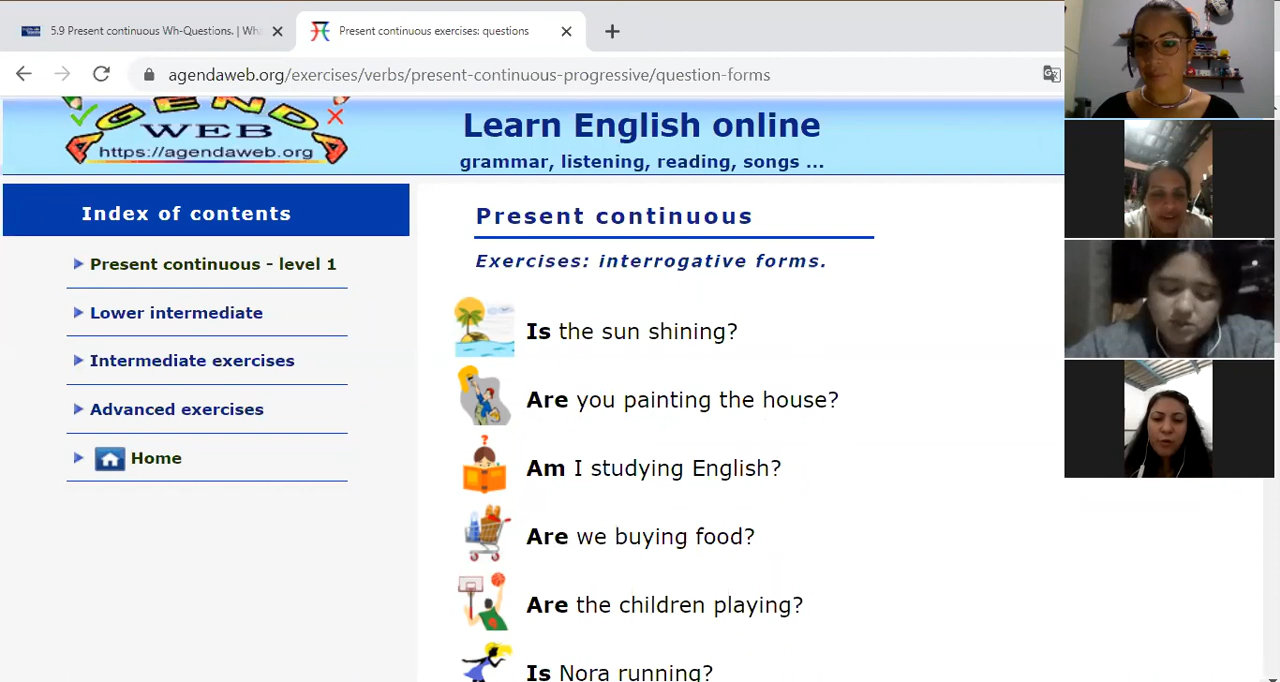 5.9 Present continuous Wh-Questions. | Wh
Present continuous exercises: questions
agendaweb.org/exercises/verbs/present-continuous-progressive/question-forms
AGENDA
WEB
https://agendaweb.org
Learn English online
grammar, listening, reading, songs ...
Index of contents
Present continuous - level 1
Lower intermediate
Intermediate exercises
Advanced exercises
Home
Present continuous
Exercises: interrogative forms.
Is the sun shining?
Are you painting the house?
Am I studying English?
Are we buying food?
Are the children playing?
Is Nora running?